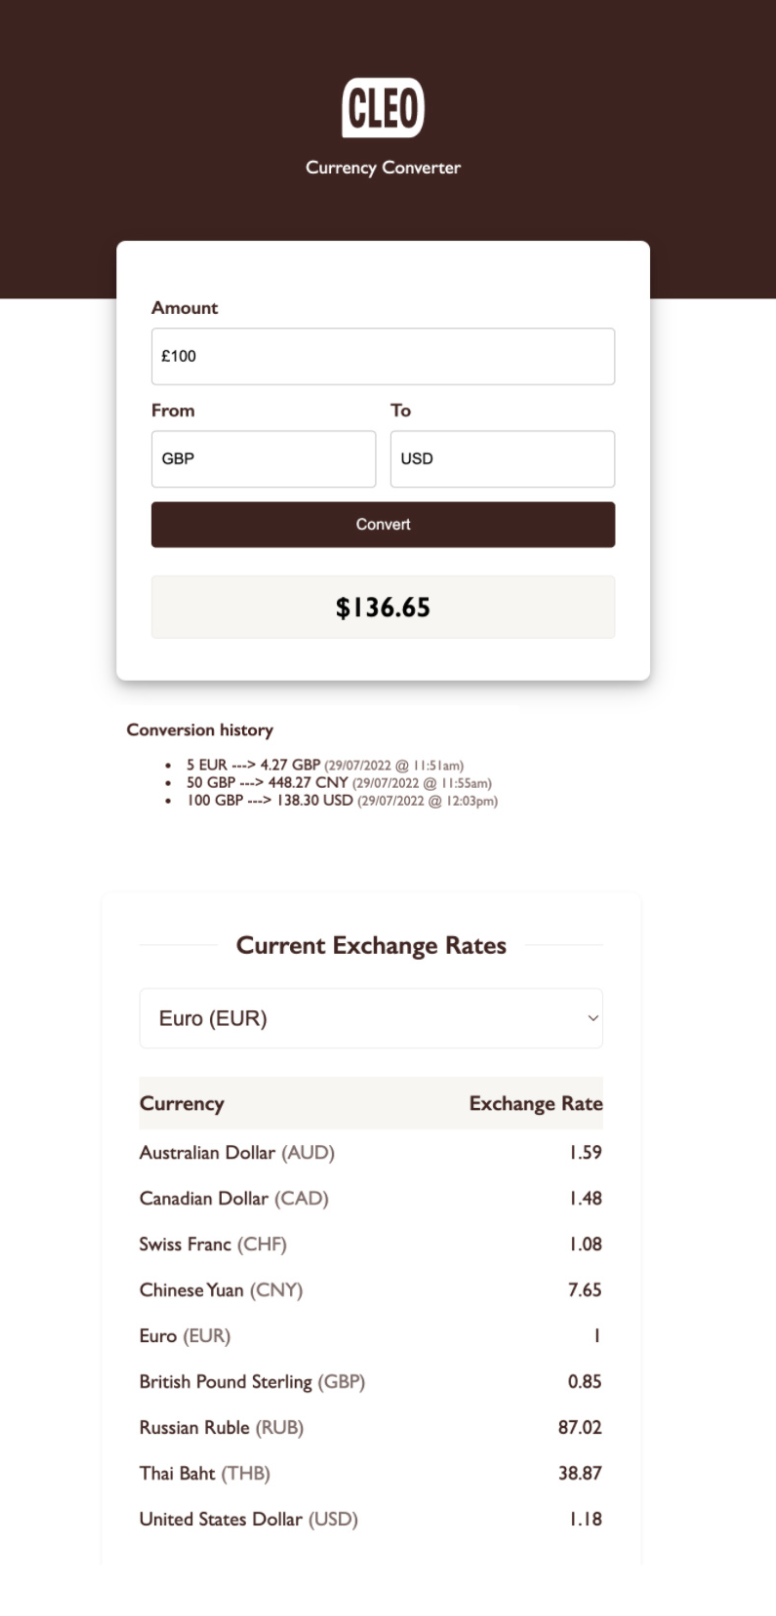 CLEO
Currency Converter
Amount
£100
From To
GBP USD
Convert
$136.65
Conversion history
• 5 EUR ---> 4.27 GBP (29/07/2022 @ 11:51am)
• 50 GBP ---> 448.27 CNY (29/07/2022 @ 11:55am)
• 100 GBP ---> 138.30 USD (29/07/2022 @ 12:03pm)
Current Exchange Rates
Euro (EUR)
Currency Exchange Rate
Australian Dollar (AUD) 1.59
Canadian Dollar (CAD) 1.48
Swiss Franc (CHF) 1.08
Chinese Yuan (CNY) 7.65
Euro (EUR) 1
British Pound Sterling (GBP) 0.85
Russian Ruble (RUB) 87.02
Thai Baht (THB) 38.87
United States Dollar (USD) 1.18